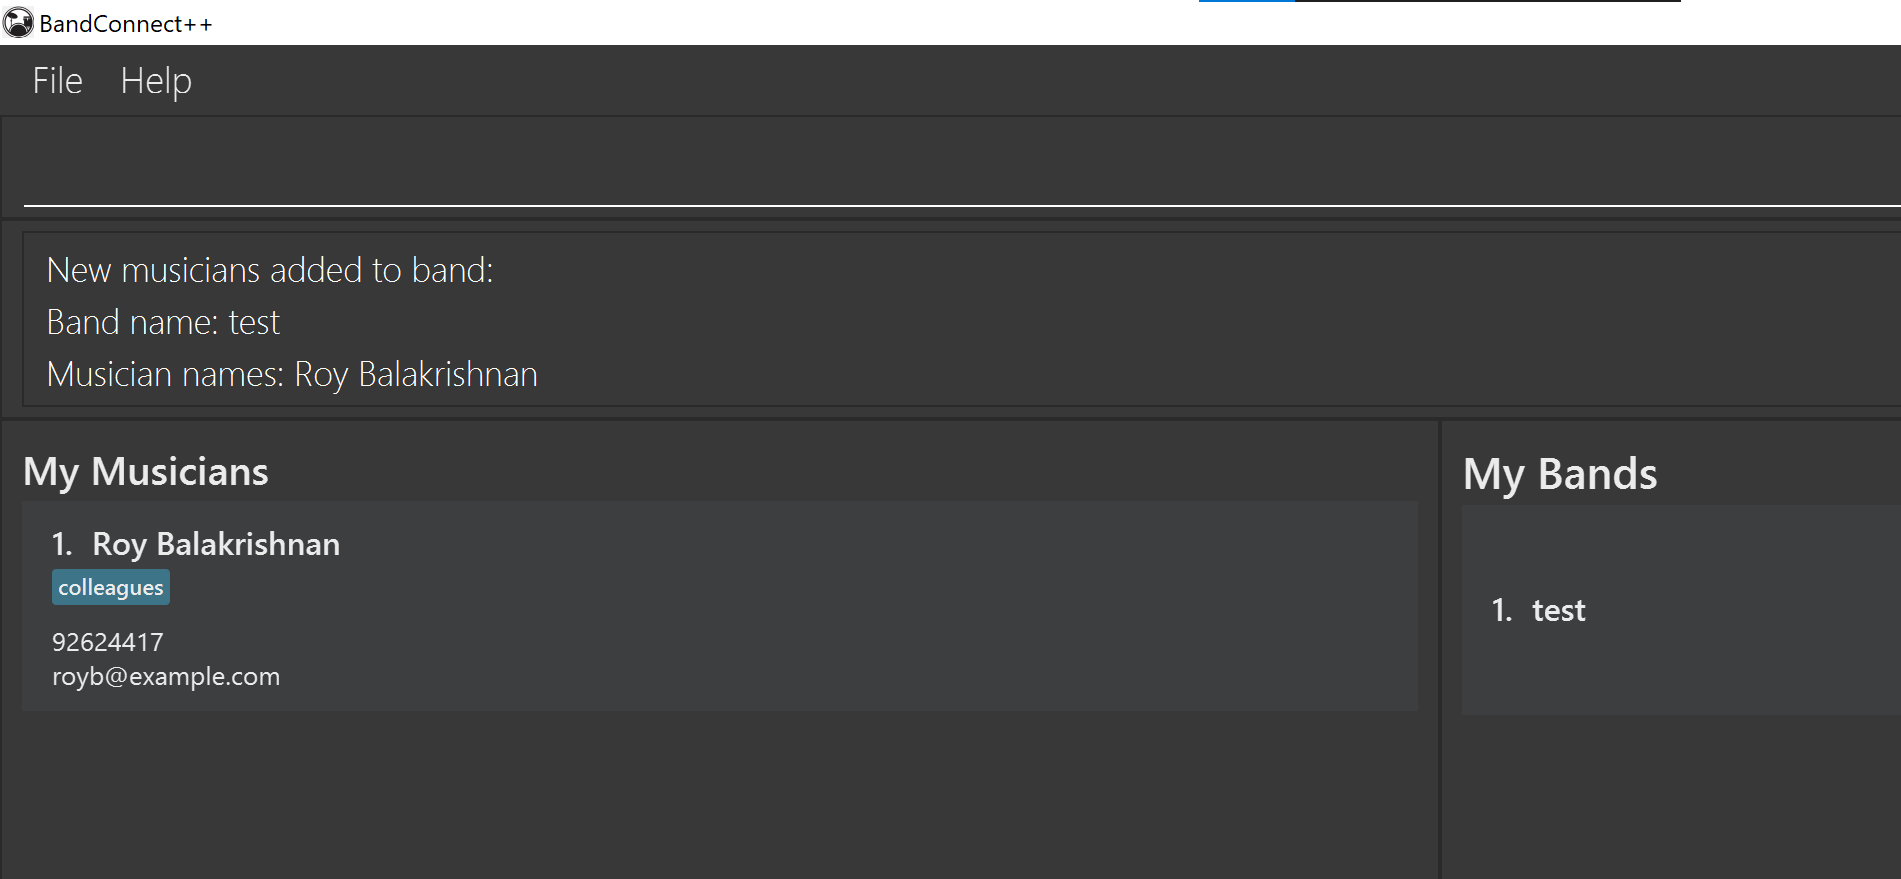 BandConnect++
File Help
New musicians added to band:
Band name: test
Musician names: Roy Balakrishnan
My Musicians
1. Roy Balakrishnan
colleagues
92624417
royb@example.com
My Bands
1. test